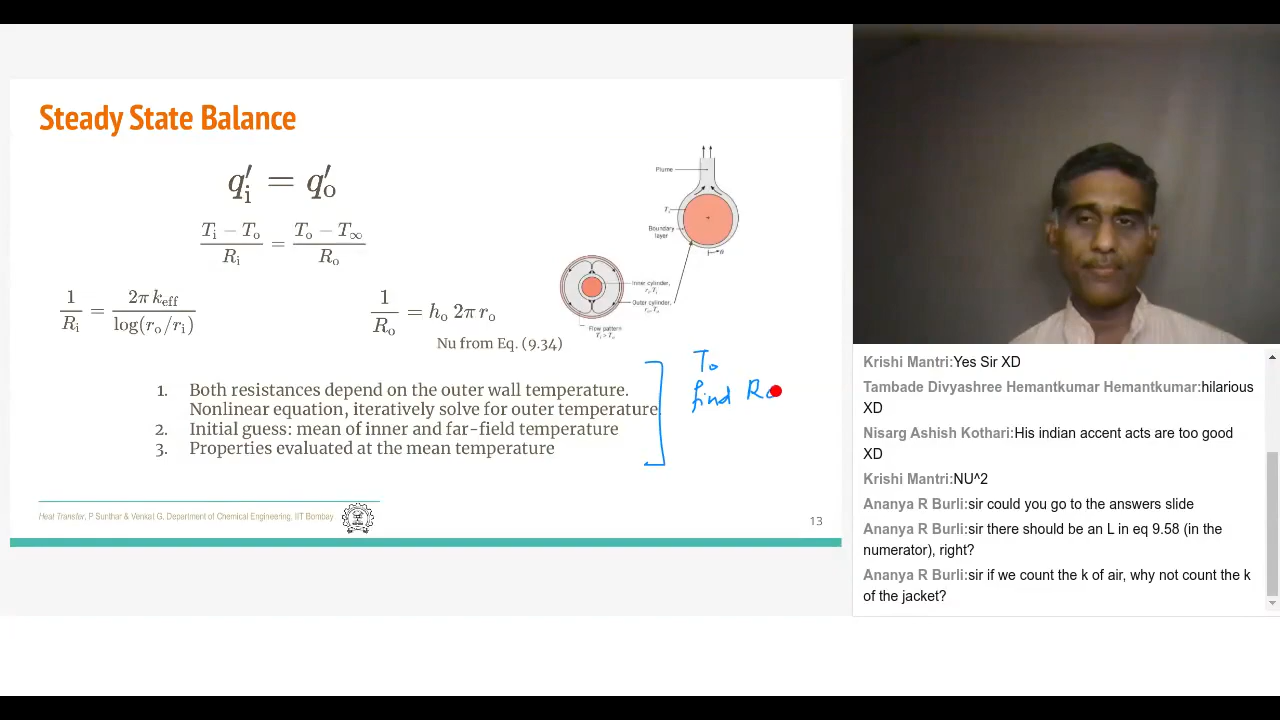 Steady State Balance
q′i = q′o
Ti − To / Ri = To − T∞ / Ro
1 / Ri = 2π keff / log(ro/ri)
1 / Ro = ho 2π ro
Nu from Eq. (9.34)
Plume
Boundary
layer
Inner cylinder,
Outer cylinder,
Flow pattern
1. Both resistances depend on the outer wall temperature.
Nonlinear equation, iteratively solve for outer temperature
2. Initial guess: mean of inner and far-field temperature
3. Properties evaluated at the mean temperature
To
find Ro
Heat Transfer, P Sunthar & Venkat G, Department of Chemical Engineering, IIT Bombay
13
Krishi Mantri:Yes Sir XD
Tambade Divyashree Hemantkumar Hemantkumar:hilarious
XD
Nisarg Ashish Kothari:His indian accent acts are too good
XD
Krishi Mantri:NU^2
Ananya R Burli:sir could you go to the answers slide
Ananya R Burli:sir there should be an L in eq 9.58 (in the
numerator), right?
Ananya R Burli:sir if we count the k of air, why not count the k
of the jacket?